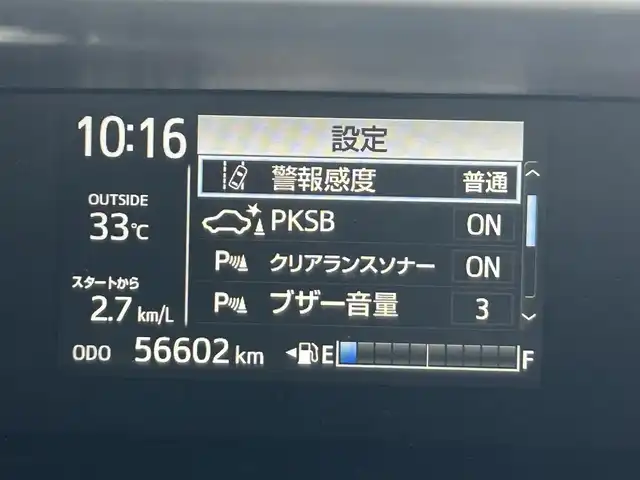 10:16
設定
警報感度 普通
OUTSIDE
33℃
PKSB ON
P クリアランスソナー ON
スタートから
2.7 km/L
P ブザー音量 3
ODO 56602 km
E F